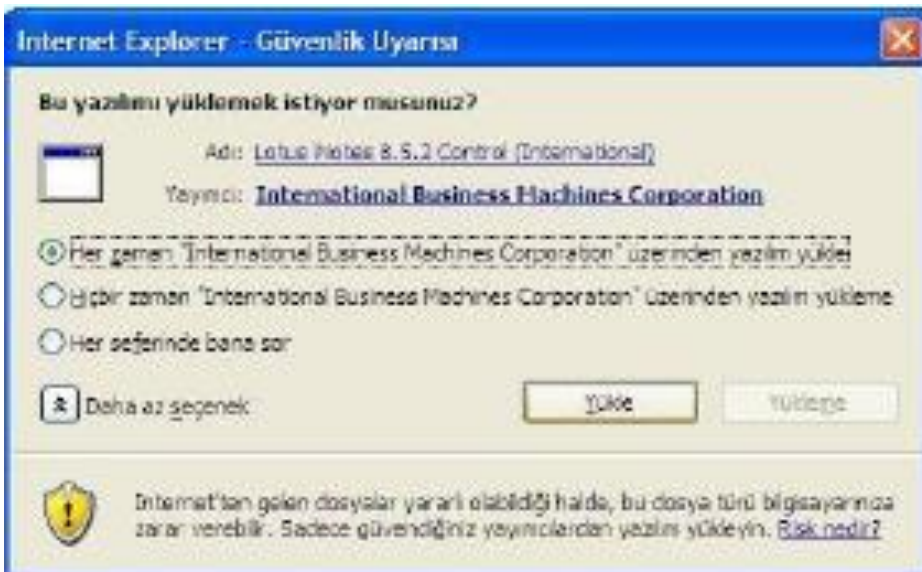 Internet Explorer - Güvenlik Uyarısı
Bu yazılımı yüklemek istiyor musunuz?
Adı: Lotus Notes 8.5.2 Control (International)
Yayımcı: International Business Machines Corporation
Her zaman "International Business Machines Corporation" üzerinden yazılım yükle
Hiçbir zaman "International Business Machines Corporation" üzerinden yazılım yükleme
Her seferinde bana sor
Daha az seçenek
Yükle
Yükleme
Internet'ten gelen dosyalar yararlı olabildiği halde, bu dosya türü bilgisayarınıza
zarar verebilir. Sadece güvendiğiniz yayımcılardan yazılım yükleyin. Risk nedir?